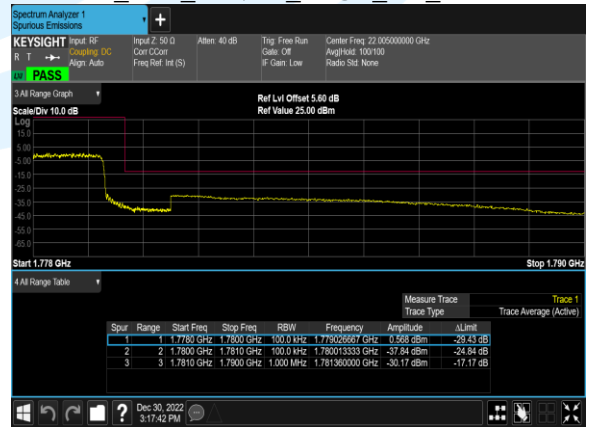 Spectrum Analyzer 1
Spurious Emissions
+
KEYSIGHT Input: RF Input Z: 50 Ω Atten: 40 dB Trig: Free Run Center Freq: 22.005000000 GHz
R T Coupling: DC Corr CCorr Gate: Off Avg|Hold: 100/100
Align: Auto Freq Ref: Int (S) IF Gain: Low Radio Std: None
PASS
3 All Range Graph
Ref Lvl Offset 5.60 dB
Scale/Div 10.0 dB Ref Value 25.00 dBm
Log
15.0
5.00
-5.00
-15.0
-25.0
-35.0
-45.0
-55.0
-65.0
Start 1.778 GHz Stop 1.790 GHz
4 All Range Table
Measure Trace Trace 1
Trace Type Trace Average (Active)
Spur Range Start Freq Stop Freq RBW Frequency Amplitude ΔLimit
1 1 1.7780 GHz 1.7800 GHz 100.0 kHz 1.779026667 GHz 0.568 dBm -29.43 dB
2 2 1.7800 GHz 1.7810 GHz 100.0 kHz 1.780013333 GHz -37.84 dBm -24.84 dB
3 3 1.7810 GHz 1.7900 GHz 1.000 MHz 1.781360000 GHz -30.17 dBm -17.17 dB
? Dec 30, 2022
3:17:42 PM